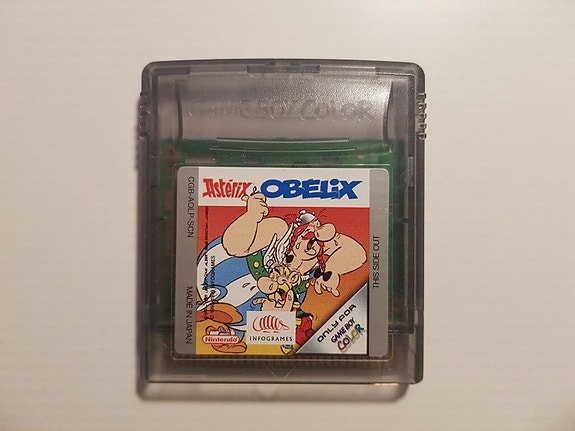 GAME BOY COLOR
Astérix & OBELIX
CGB-AOLP-SCN
MADE IN JAPAN
THIS SIDE OUT
Nintendo
INFOGRAMES
ONLY FOR
GAME BOY
COLOR